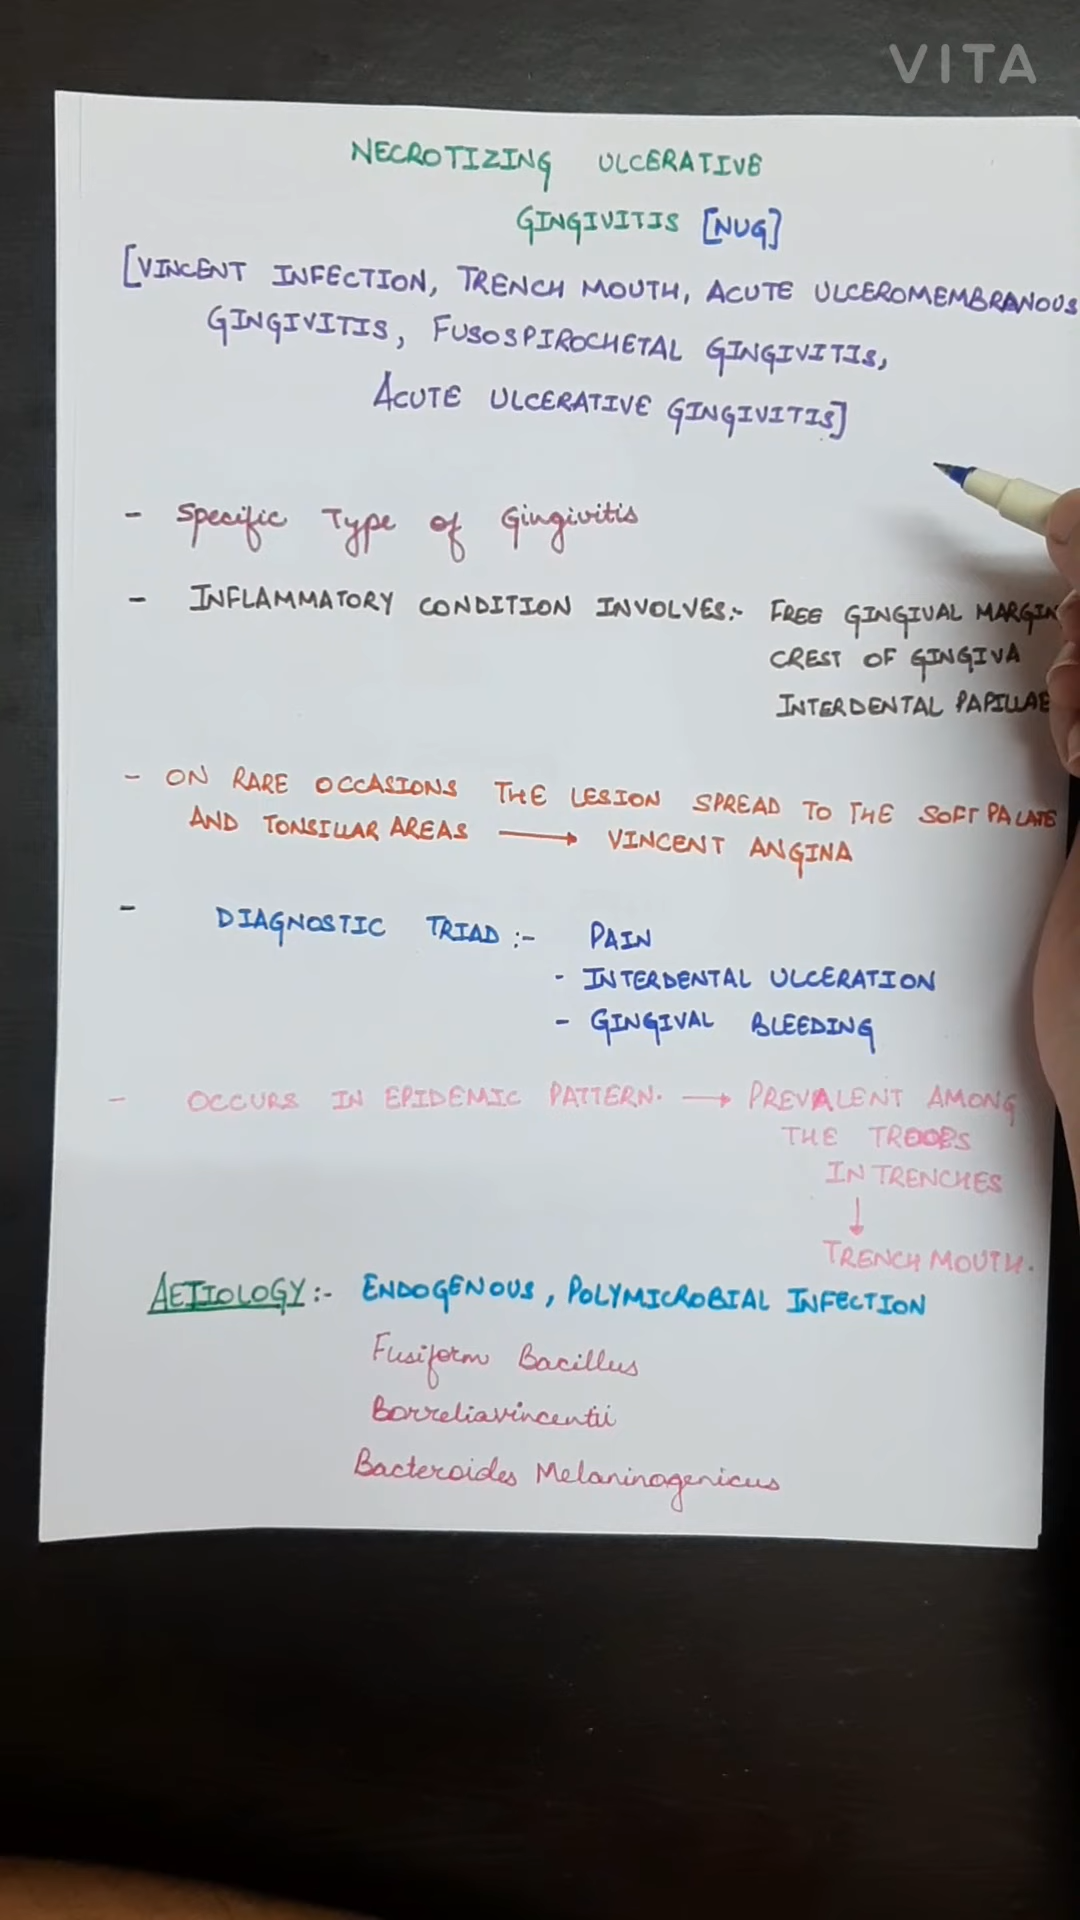 VITA
NECROTIZING ULCERATIVE
GINGIVITIS [NUG]
[VINCENT INFECTION, TRENCH MOUTH, ACUTE ULCEROMEMBRANOUS
GINGIVITIS, FUSOSPIROCHETAL GINGIVITIS,
ACUTE ULCERATIVE GINGIVITIS]
- Specific Type of Gingivitis
- INFLAMMATORY CONDITION INVOLVES:- FREE GINGIVAL MARGIN
CREST OF GINGIVA
INTERDENTAL PAPILLAE
- ON RARE OCCASIONS THE LESION SPREAD TO THE SOFT PALATE
AND TONSILLAR AREAS → VINCENT ANGINA
- DIAGNOSTIC TRIAD :- PAIN
- INTERDENTAL ULCERATION
- GINGIVAL BLEEDING
- OCCURS IN EPIDEMIC PATTERN. → PREVALENT AMONG
THE TROOPS
IN TRENCHES
↓
TRENCH MOUTH.
AETIOLOGY :- ENDOGENOUS, POLYMICROBIAL INFECTION
Fusiform Bacillus
Borreliavincentii
Bacteroides Melaninogenicus